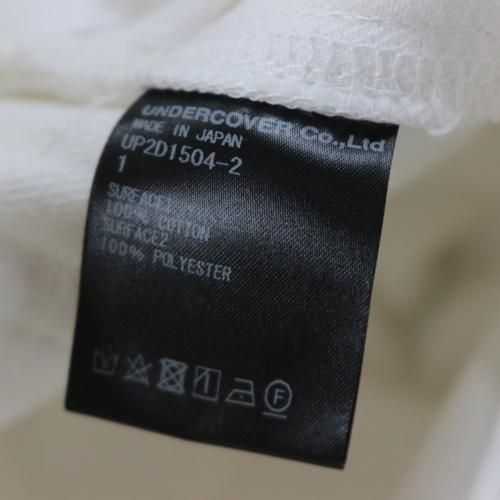 UNDERCOVER Co.,Ltd
MADE IN JAPAN
UP2D1504-2
1
SURFACE1
100% COTTON
SURFACE2
100% POLYESTER
F